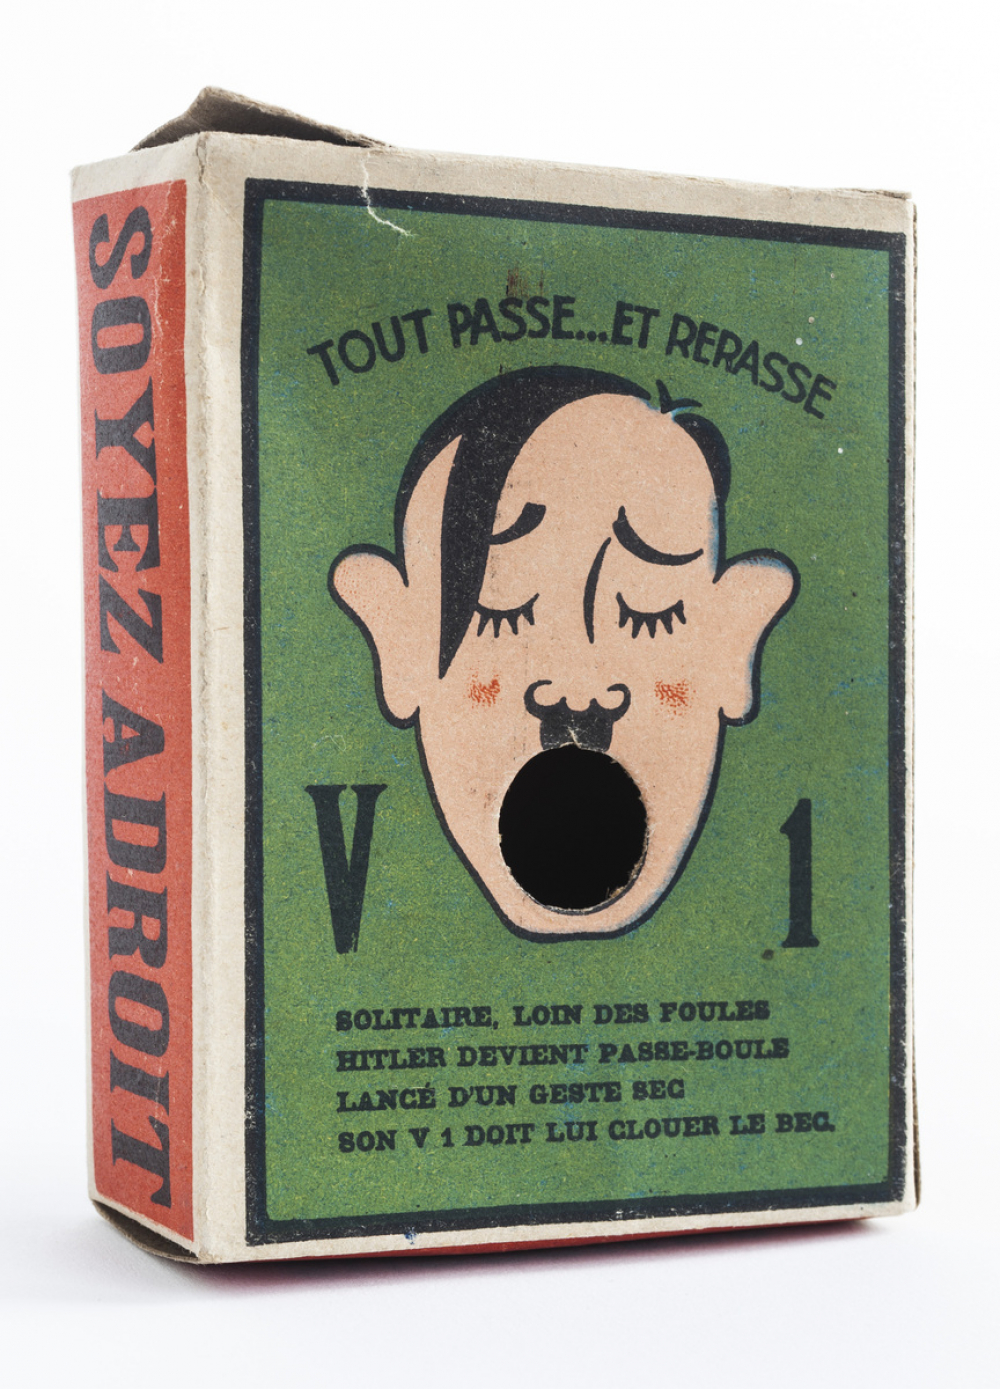 SOYEZ ADROIT
TOUT PASSE...ET RERASSE
V 1
SOLITAIRE, LOIN DES FOULES
HITLER DEVIENT PASSE-BOULE
LANCÉ D'UN GESTE SEC
SON V 1 DOIT LUI CLOUER LE BEC.